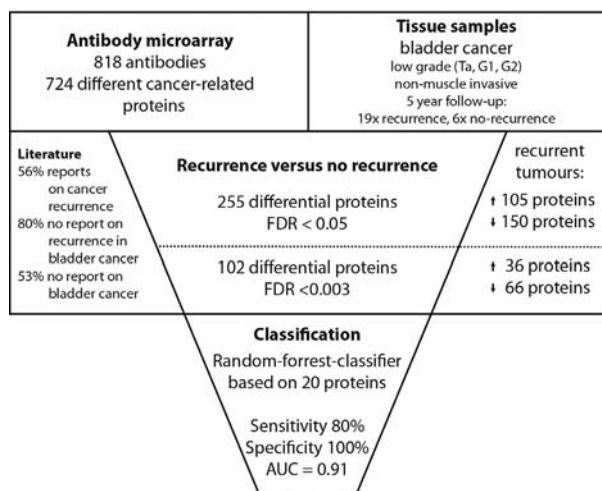 Antibody microarray
818 antibodies
724 different cancer-related
proteins
Tissue samples
bladder cancer
low grade (Ta, G1, G2)
non-muscle invasive
5 year follow-up:
19x recurrence, 6x no-recurrence
Literature
56% reports
on cancer
recurrence
80% no report on
recurrence in
bladder cancer
53% no report on
bladder cancer
Recurrence versus no recurrence
255 differential proteins
FDR < 0.05
102 differential proteins
FDR <0.003
recurrent
tumours:
↑ 105 proteins
↓ 150 proteins
↑ 36 proteins
↓ 66 proteins
Classification
Random-forrest-classifier
based on 20 proteins
Sensitivity 80%
Specificity 100%
AUC = 0.91